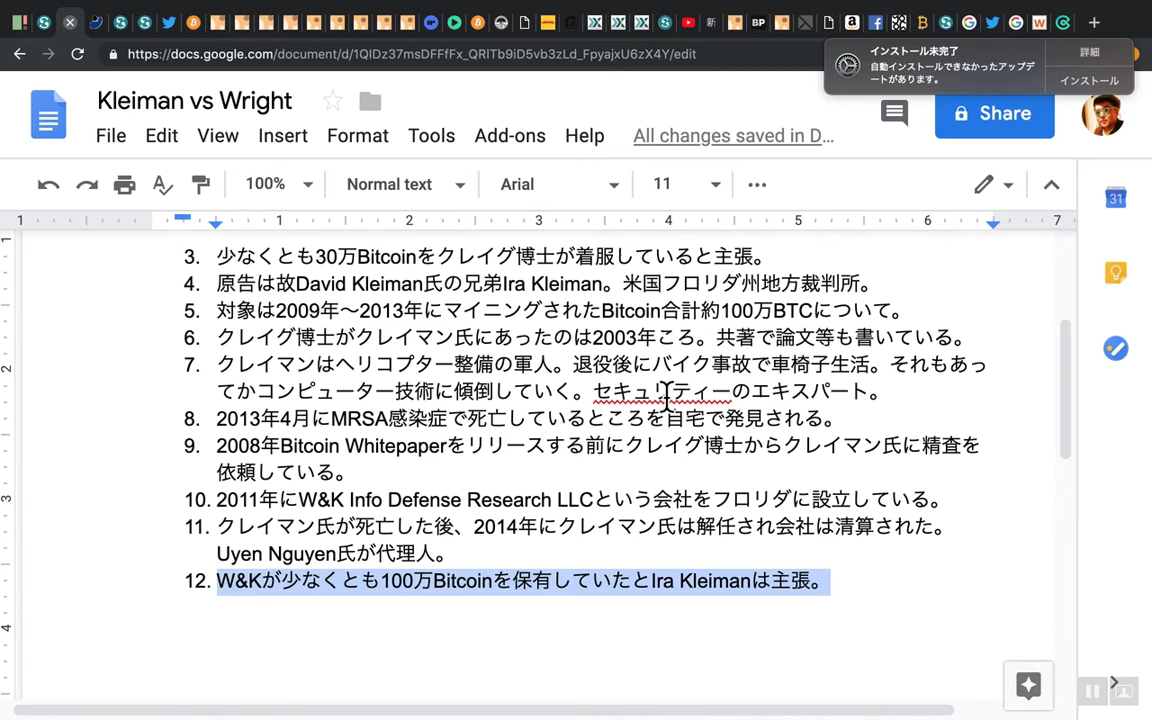 新
BP
a
W
https://docs.google.com/document/d/1QIDz37msDFFfFx_QRITb9iD5vb3zLd_FpyajxU6zX4Y/edit
インストール未完了
自動インストールできなかったアップデ
ートがあります。
詳細
インストール
Kleiman vs Wright
Share
File Edit View Insert Format Tools Add-ons Help All changes saved in D...
100% Normal text Arial 11
31
1 1 2 3 4 5 6 7
3. 少なくとも30万Bitcoinをクレイグ博士が着服していると主張。
4. 原告は故David Kleiman氏の兄弟Ira Kleiman。米国フロリダ州地方裁判所。
5. 対象は2009年〜2013年にマイニングされたBitcoin合計約100万BTCについて。
6. クレイグ博士がクレイマン氏にあったのは2003年ころ。共著で論文等も書いている。
7. クレイマンはヘリコプター整備の軍人。退役後にバイク事故で車椅子生活。それもあっ
てかコンピューター技術に傾倒していく。セキュリティーのエキスパート。
8. 2013年4月にMRSA感染症で死亡しているところを自宅で発見される。
9. 2008年Bitcoin Whitepaperをリリースする前にクレイグ博士からクレイマン氏に精査を
依頼している。
10. 2011年にW&K Info Defense Research LLCという会社をフロリダに設立している。
11. クレイマン氏が死亡した後、2014年にクレイマン氏は解任され会社は清算された。
Uyen Nguyen氏が代理人。
12. W&Kが少なくとも100万Bitcoinを保有していたとIra Kleimanは主張。
1
2
3
4